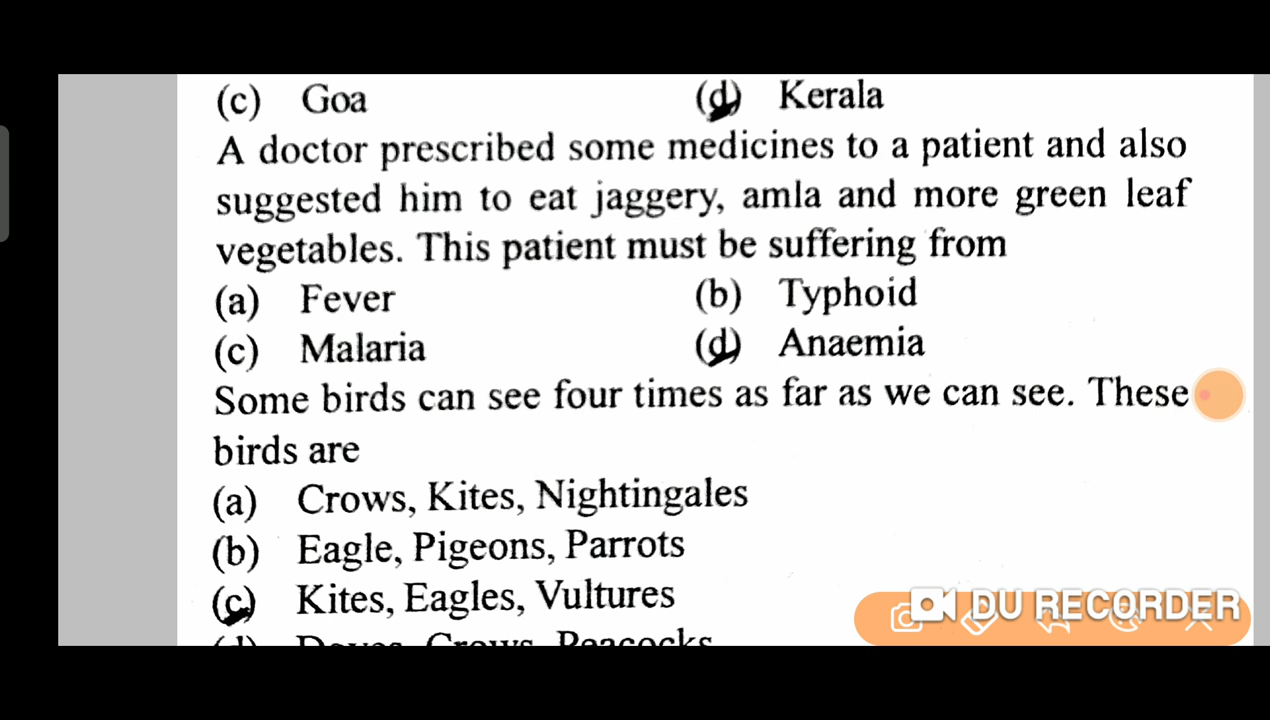 (c) Goa (d) Kerala
A doctor prescribed some medicines to a patient and also
suggested him to eat jaggery, amla and more green leaf
vegetables. This patient must be suffering from
(a) Fever (b) Typhoid
(c) Malaria (d) Anaemia
Some birds can see four times as far as we can see. These
birds are
(a) Crows, Kites, Nightingales
(b) Eagle, Pigeons, Parrots
(c) Kites, Eagles, Vultures
(d) Doves, Crows, Peacocks
DU RECORDER